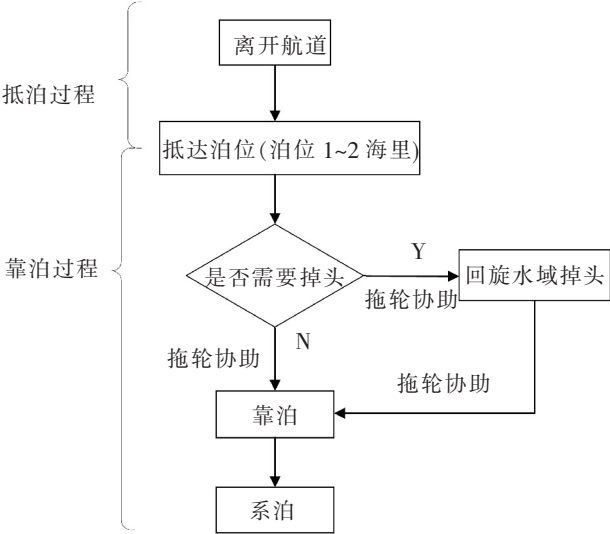 离开航道
抵泊过程
抵达泊位(泊位 1~2 海里)
靠泊过程
是否需要掉头
Y
拖轮协助
回旋水域掉头
N
拖轮协助
拖轮协助
靠泊
系泊